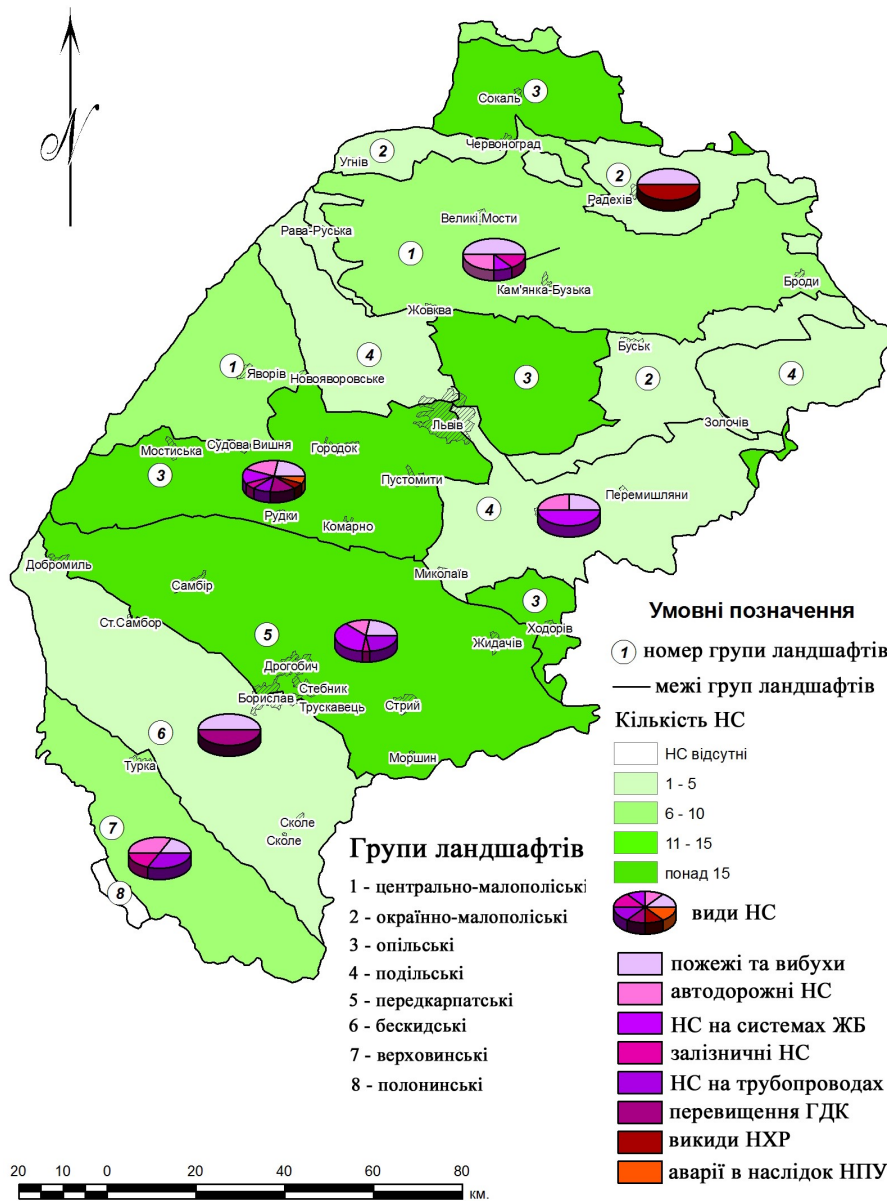 N
Сокаль
3
Червоноград
2
Угнів
2
Радехів
Великі Мости
Рава-Руська
1
Кам'янка-Бузька
Броди
Жовква
4
Буськ
1
Яворів
Новояворовське
3
2
4
Львів
Золочів
Судова Вишня
Городок
Мостиська
3
Пустомити
Перемишляни
4
Рудки
Комарно
Добромиль
Миколаїв
Самбір
3
Ст.Самбор
5
Ходорів
Жидачів
Дрогобич
Стебник
Борислав
Трускавець
Стрий
6
Моршин
Турка
7
Сколе
Сколе
8
Умовні позначення
1 номер групи ландшафтів
межі груп ландшафтів
Кількість НС
НС відсутні
1 - 5
6 - 10
11 - 15
понад 15
види НС
пожежі та вибухи
автодорожні НС
НС на системах ЖБ
залізничні НС
НС на трубопроводах
перевищення ГДК
викиди НХР
аварії в наслідок НПУ
Групи ландшафтів
1 - центрально-малополіські
2 - окраїнно-малополіські
3 - опільські
4 - подільські
5 - передкарпатські
6 - бескидські
7 - верховинські
8 - полонинські
20 10 0 20 40 60 80
км.